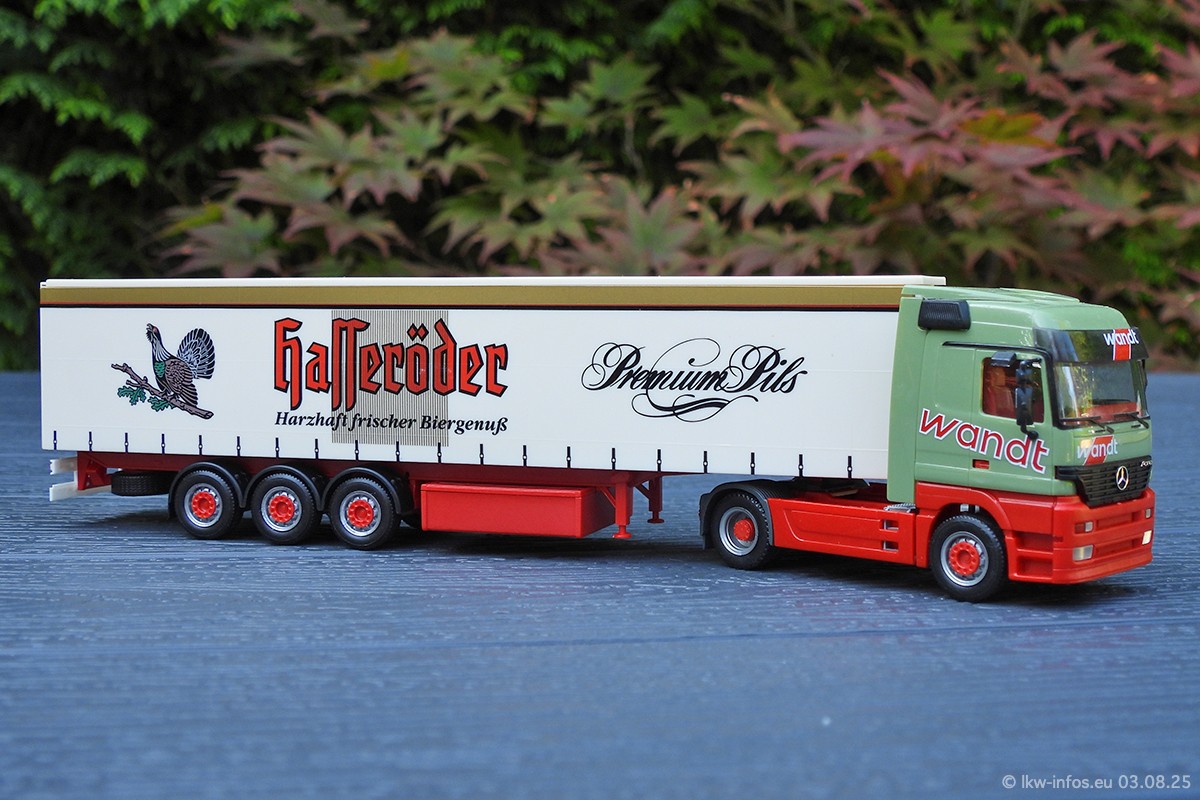 Hasseröder
Harzhaft frischer Biergenuß
Premium Pils
wandt
wandt
wandt
© lkw-infos.eu 03.08.25